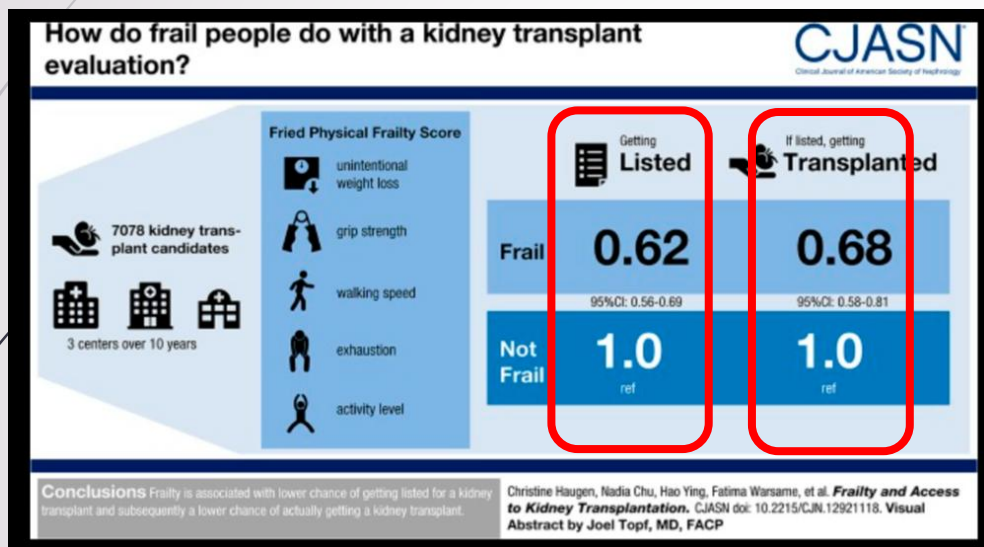 How do frail people do with a kidney transplant
evaluation?
CJASN
Clinical Journal of American Society of Nephrology
Fried Physical Frailty Score
unintentional
weight loss
grip strength
walking speed
exhaustion
activity level
7078 kidney trans-
plant candidates
3 centers over 10 years
Getting
Listed
If listed, getting
Transplanted
Frail
0.62
0.68
95%CI: 0.56-0.69
95%CI: 0.58-0.81
Not
Frail
1.0
1.0
ref
ref
Conclusions Frailty is associated with lower chance of getting listed for a kidney
transplant and subsequently a lower chance of actually getting a kidney transplant.
Christine Haugen, Nadia Chu, Hao Ying, Fatima Warsame, et al. Frailty and Access
to Kidney Transplantation. CJASN doi: 10.2215/CJN.12921118. Visual
Abstract by Joel Topf, MD, FACP